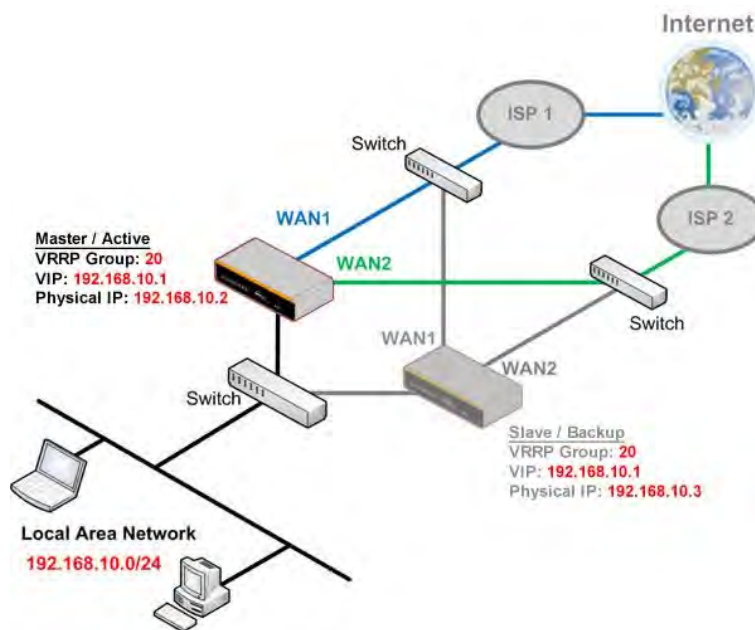 Internet
ISP 1
Switch
WAN1
Master / Active
VRRP Group: 20
VIP: 192.168.10.1
Physical IP: 192.168.10.2
WAN2
ISP 2
Switch
WAN1
WAN2
Switch
Slave / Backup
VRRP Group: 20
VIP: 192.168.10.1
Physical IP: 192.168.10.3
Local Area Network
192.168.10.0/24